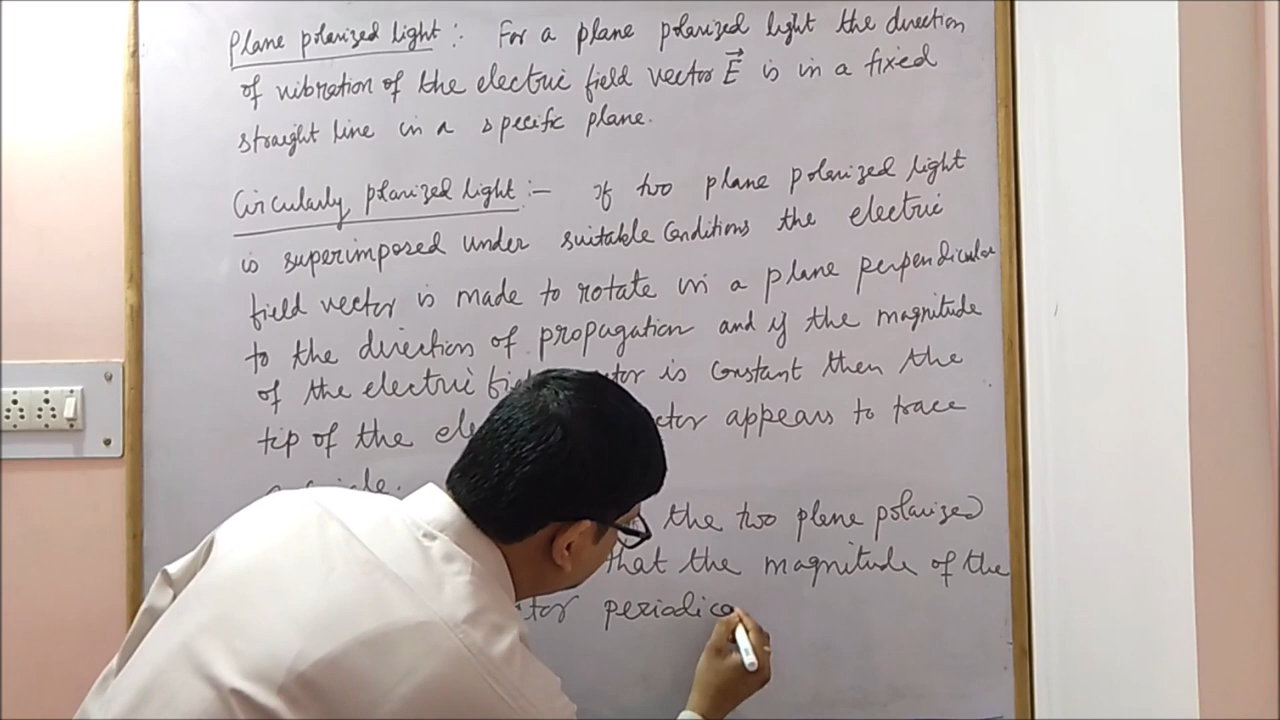 Plane polarized light :- For a plane polarized light the direction
of vibration of the electric field vector E⃗ is in a fixed
straight line in a specific plane.
Circularly polarized light :- If two plane polarized light
is superimposed under suitable conditions the electric
field vector is made to rotate in a plane perpendicular
to the direction of propagation and if the magnitude
of the electric is constant then the
tip of the appears to trace
the two plane polarized
that the magnitude of the